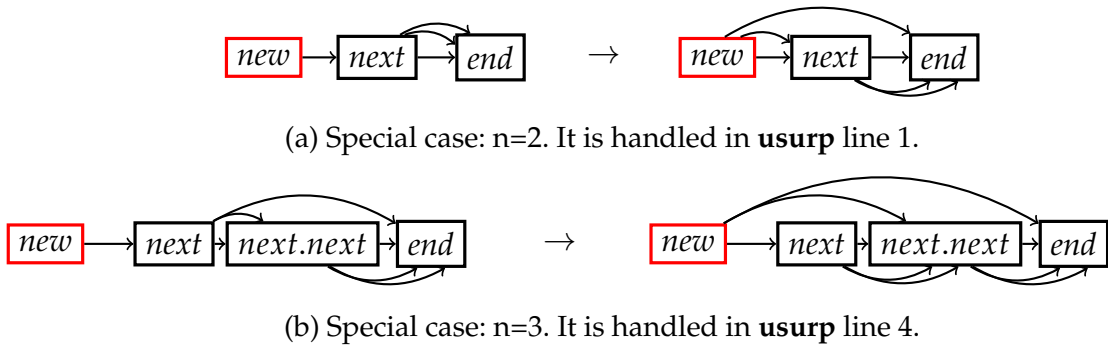 new next end → new next end
(a) Special case: n=2. It is handled in usurp line 1.
new next next.next end → new next next.next end
(b) Special case: n=3. It is handled in usurp line 4.